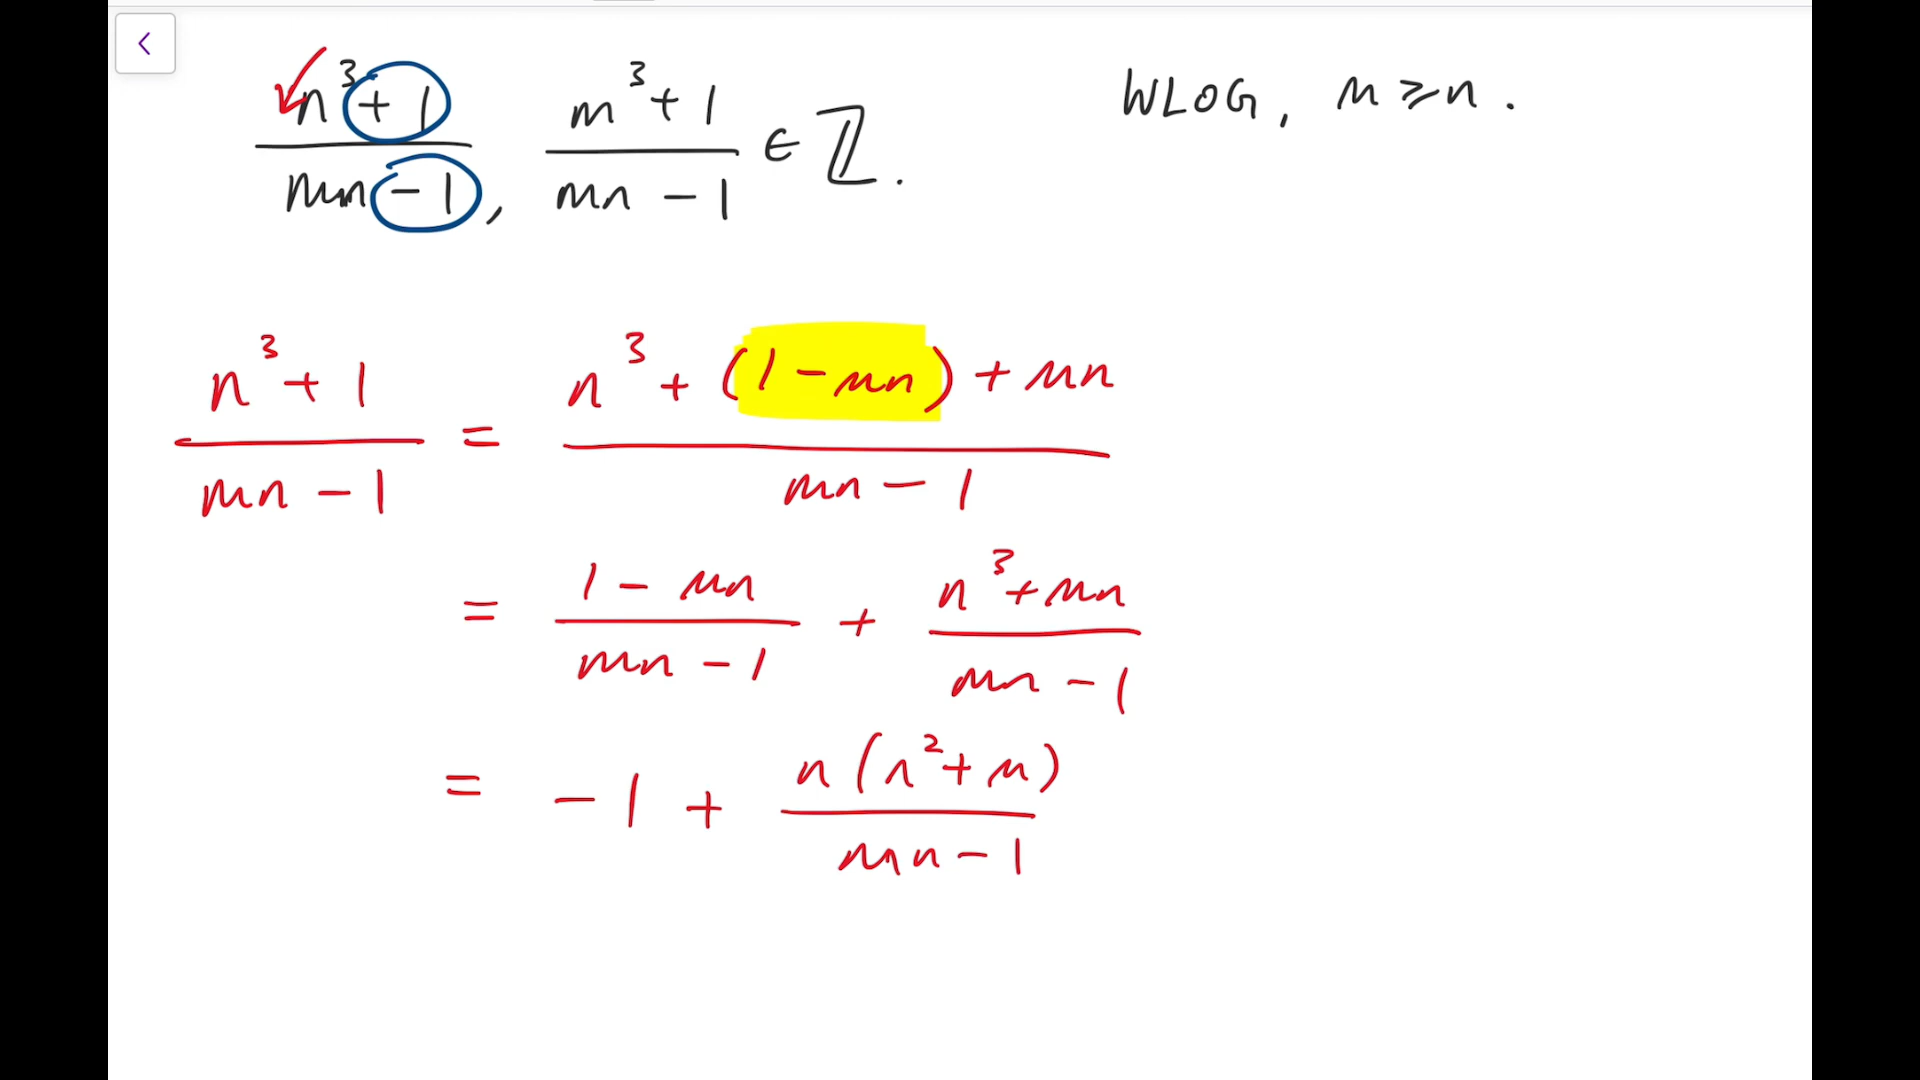 (n³ + 1)/(mn − 1), (m³ + 1)/(mn − 1) ∈ ℤ. WLOG, m ⩾ n.
(n³ + 1)/(mn − 1) = (n³ + (1 − mn) + mn)/(mn − 1)
= (1 − mn)/(mn − 1) + (n³ + mn)/(mn − 1)
= −1 + n(n² + m)/(mn − 1)